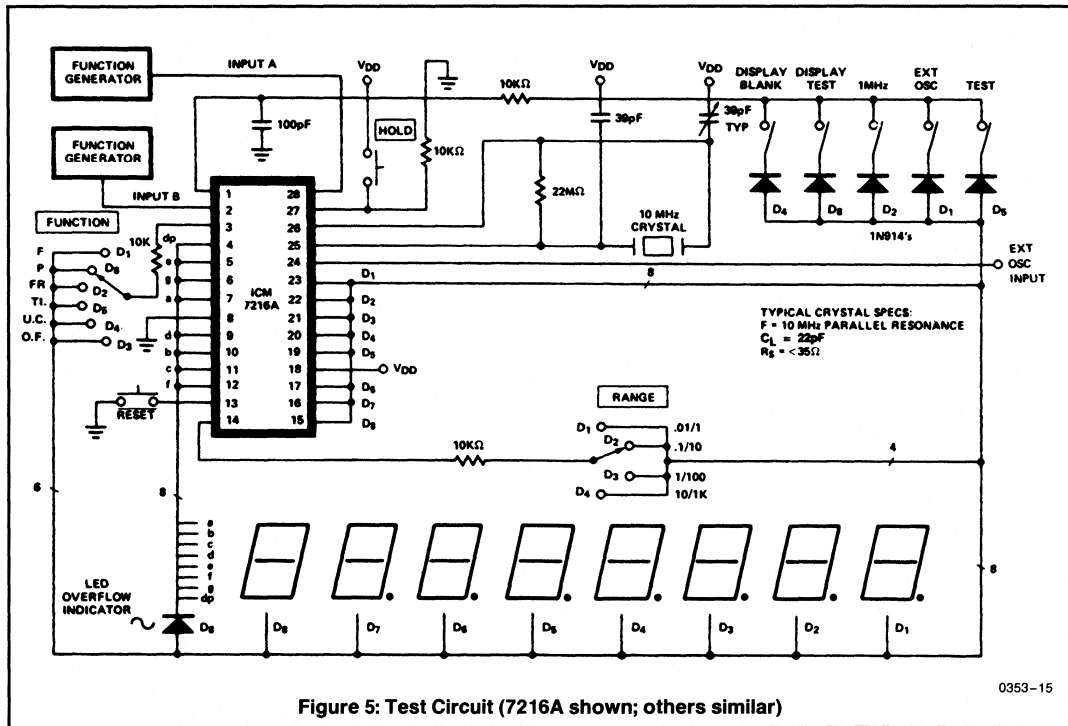 FUNCTION
GENERATOR
INPUT A
FUNCTION
GENERATOR
INPUT B
VDD
HOLD
100pF
10KΩ
10KΩ
VDD
39pF
VDD
39pF
TYP
22MΩ
10 MHz
CRYSTAL
DISPLAY
BLANK
DISPLAY
TEST
1MHz
EXT
OSC
TEST
D4
D8
D2
D1
D5
1N914's
EXT
OSC
INPUT
FUNCTION
F
P
FR
T.I.
U.C.
O.F.
D1
D8
D2
D5
D4
D3
10K
dp
e
g
a
d
b
c
f
ICM
7216A
1 28
2 27
3 26
4 25
5 24
6 23
7 22
8 21
9 20
10 19
11 18
12 17
13 16
14 15
D1
D2
D3
D4
D5
VDD
D6
D7
D8
8
RESET
TYPICAL CRYSTAL SPECS:
F = 10 MHz PARALLEL RESONANCE
CL = 22pF
RS = <35Ω
RANGE
10KΩ
D1 .01/1
D2 .1/10
D3 1/100
D4 10/1K
4
6
8
8
a
b
c
d
e
f
g
dp
LED
OVERFLOW
INDICATOR
D8
D8
D7
D6
D5
D4
D3
D2
D1
0353–15
Figure 5: Test Circuit (7216A shown; others similar)